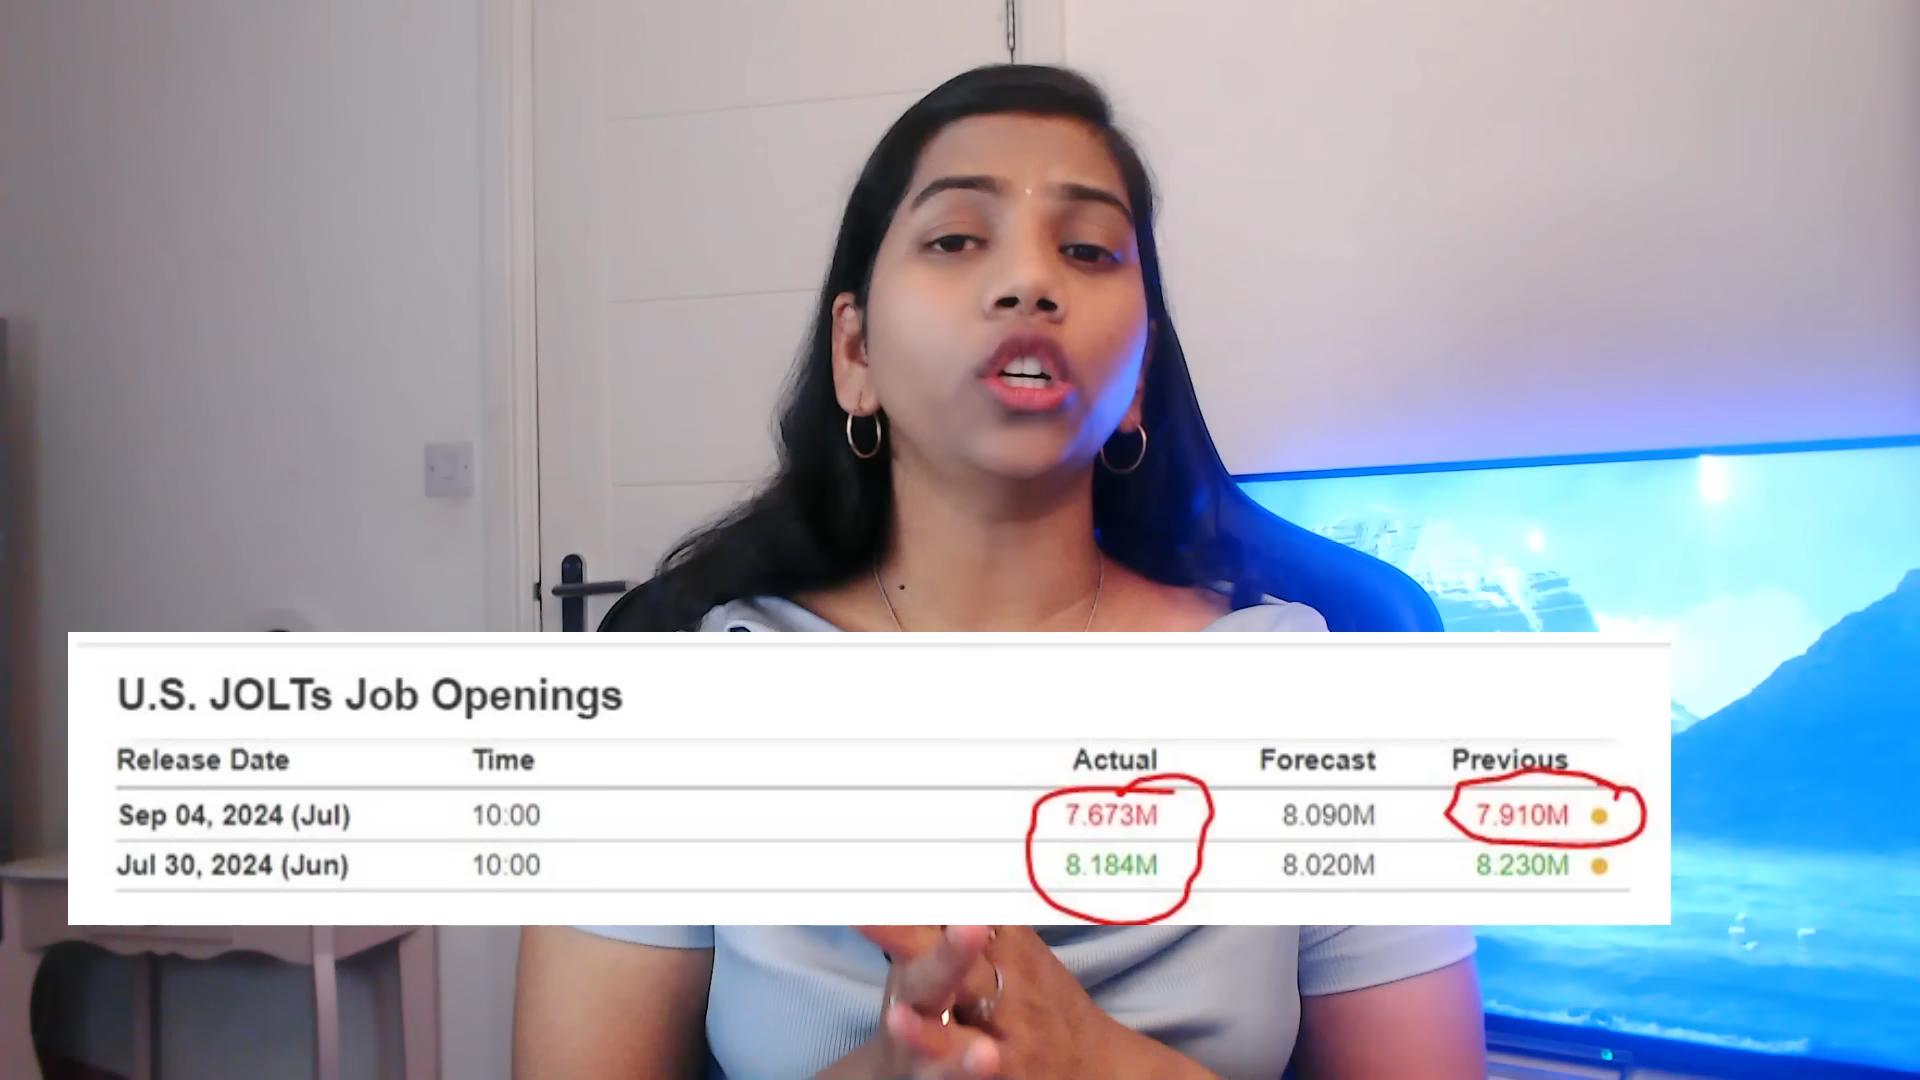 U.S. JOLTs Job Openings
Release Date Time Actual Forecast Previous
Sep 04, 2024 (Jul) 10:00 7.673M 8.090M 7.910M
Jul 30, 2024 (Jun) 10:00 8.184M 8.020M 8.230M